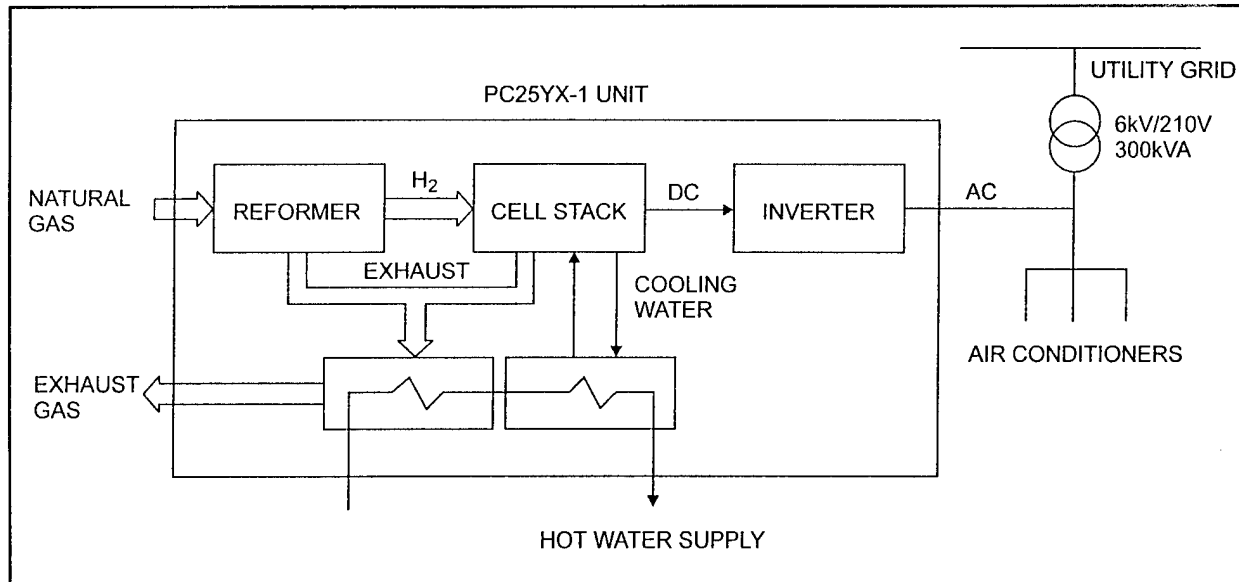 UTILITY GRID
PC25YX-1 UNIT
6kV/210V
300kVA
NATURAL
GAS
REFORMER
H2
CELL STACK
DC
INVERTER
AC
EXHAUST
COOLING
WATER
AIR CONDITIONERS
EXHAUST
GAS
HOT WATER SUPPLY